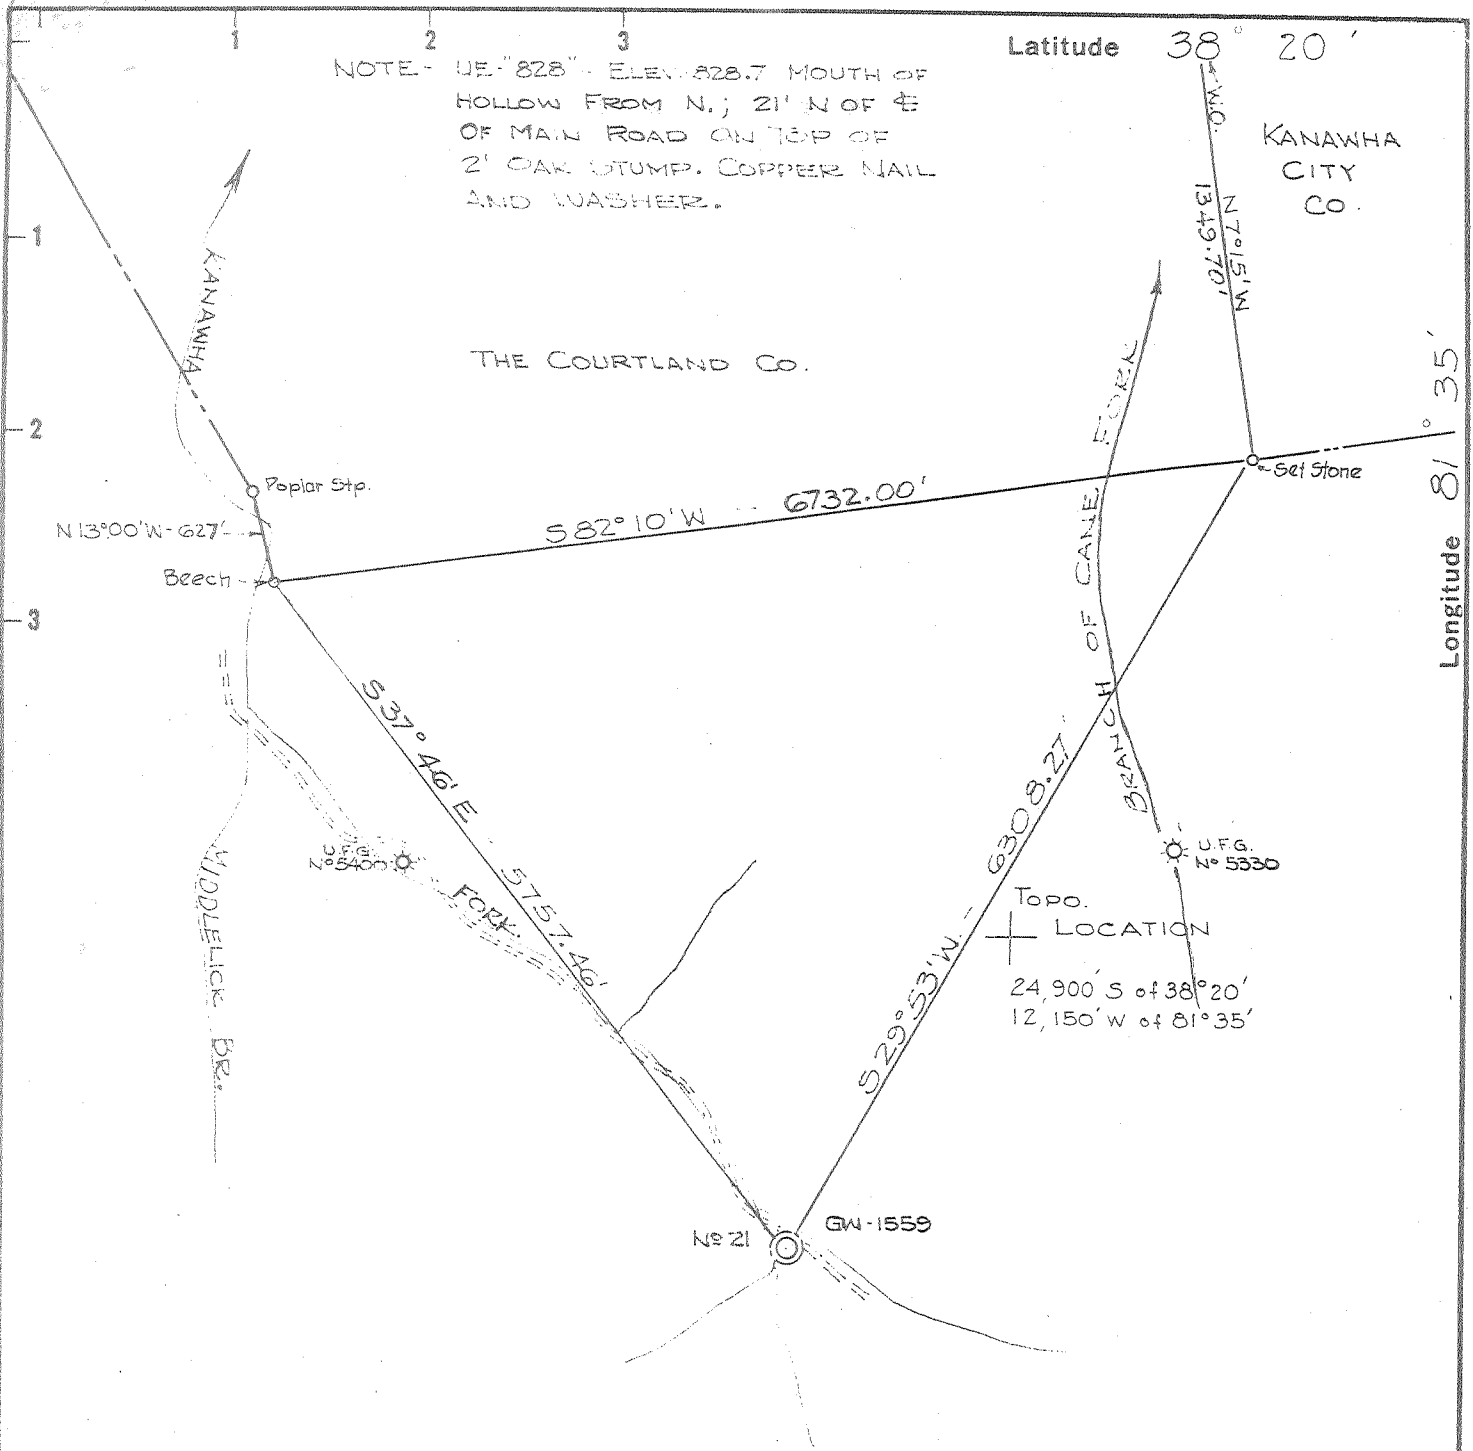 1 2 3
Latitude 38° 20'
NOTE - UE-"828" - ELEV. 828.7 MOUTH OF
HOLLOW FROM N.; 21' N OF ℄
OF MAIN ROAD ON TOP OF
2' OAK STUMP. COPPER NAIL
AND WASHER.
W.O.
N 7°15' W
1349.70'
KANAWHA
CITY
CO.
1
2
3
KANAWHA
THE COURTLAND CO.
Longitude 81° 35'
Poplar Stp.
N 13°00' W - 627'
Beech
S 82° 10' W - 6732.00'
Set Stone
BRANCH OF CANE FORK
S 37° 46' E 5757.46'
S 29° 53' W - 6308.27'
U.F.G.
Nº 5400
FORK.
MIDDLELICK BR.
U.F.G.
Nº 5330
TOPO.
LOCATION
24,900' S of 38°20'
12,150' W of 81°35'
Nº 21
GW-1559